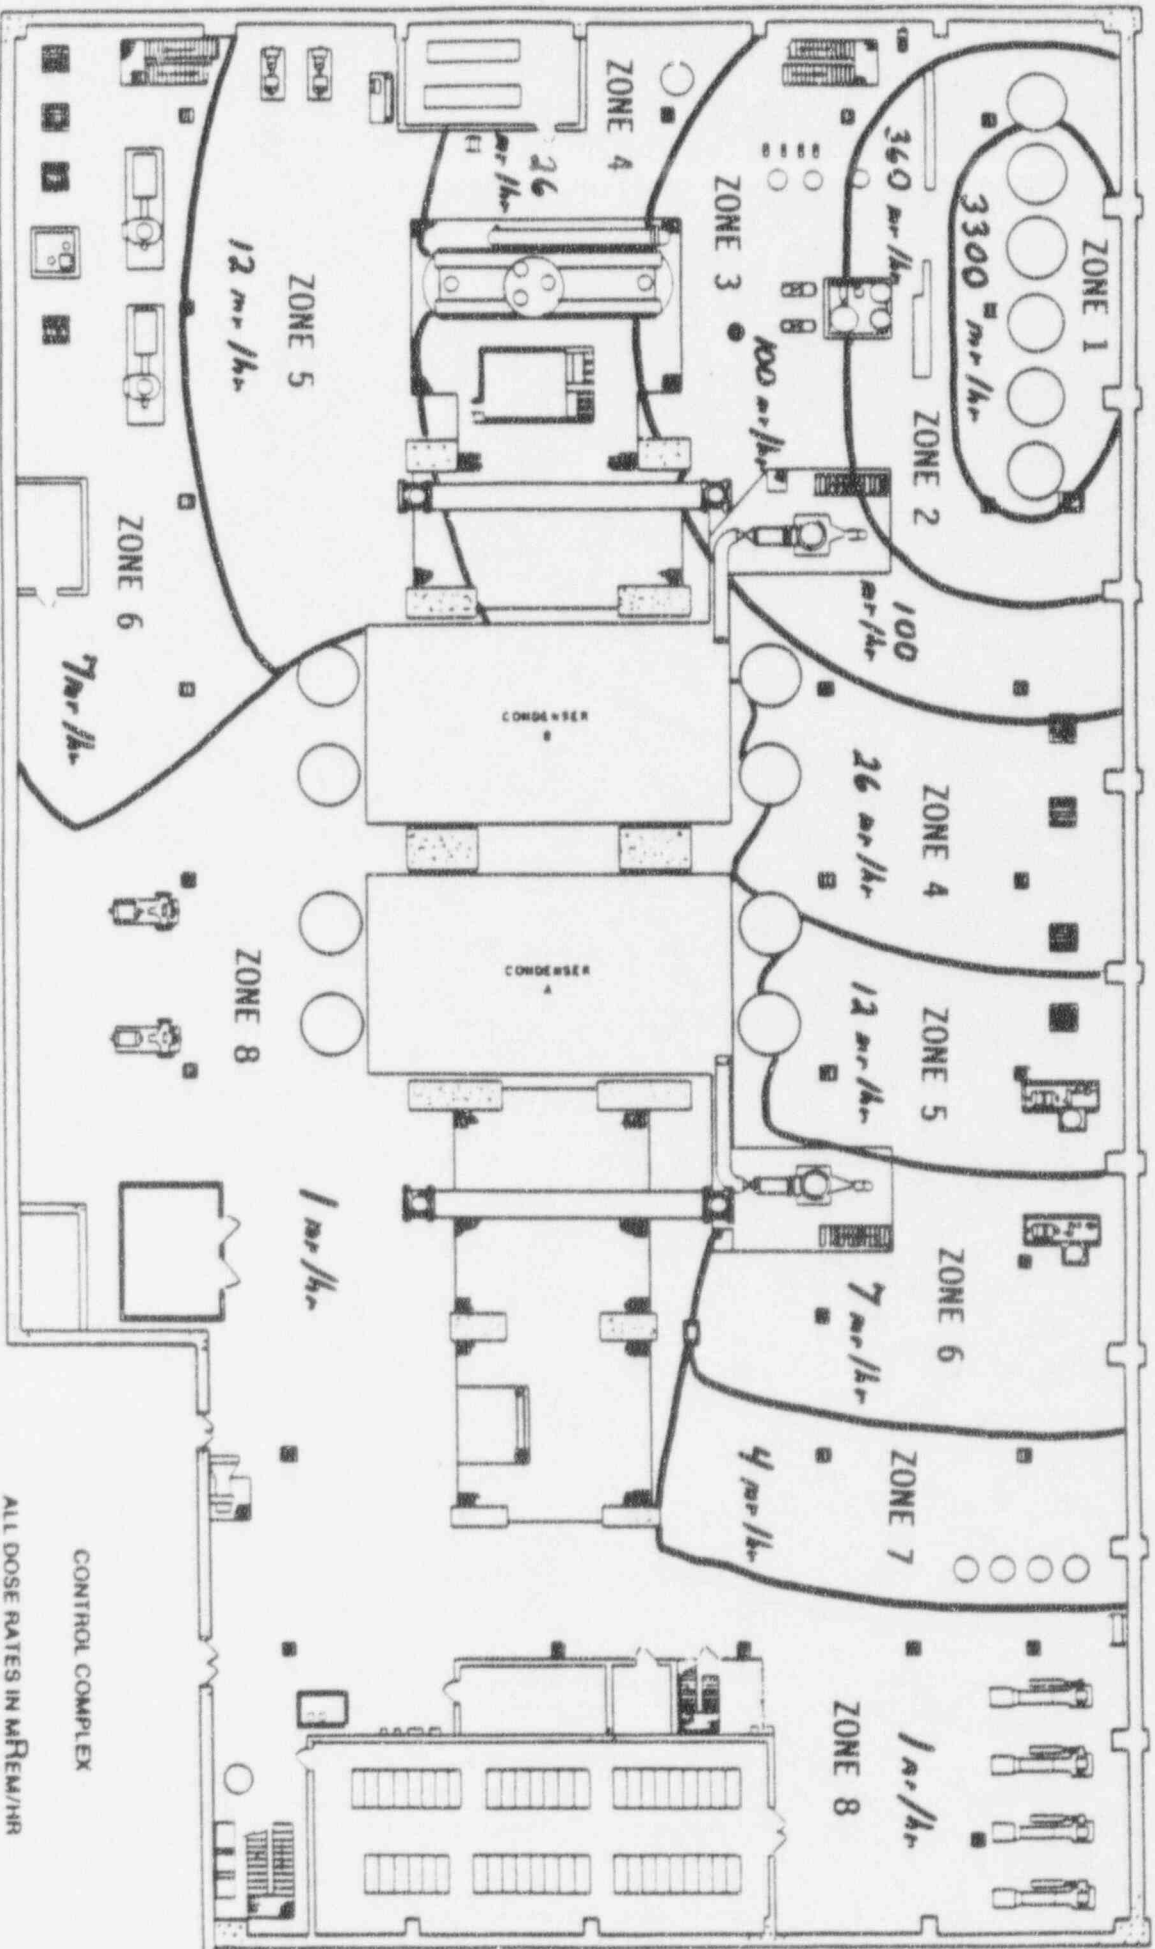 ZONE 1
3300 mr/hr
360 mr/hr
ZONE 2
ZONE 3
100 mr/hr
100
mr/hr
ZONE 4
26
mr/hr
26 mr/hr
ZONE 4
12 mr/hr
ZONE 5
12 mr/hr
ZONE 5
ZONE 6
7 mr/hr
7 mr/hr
ZONE 6
4 mr/hr
ZONE 7
ZONE 8
1 mr/hr
1 mr/hr
ZONE 8
CONDENSER
B
CONDENSER
A
CONTROL COMPLEX
ALL DOSE RATES IN MREM/HR